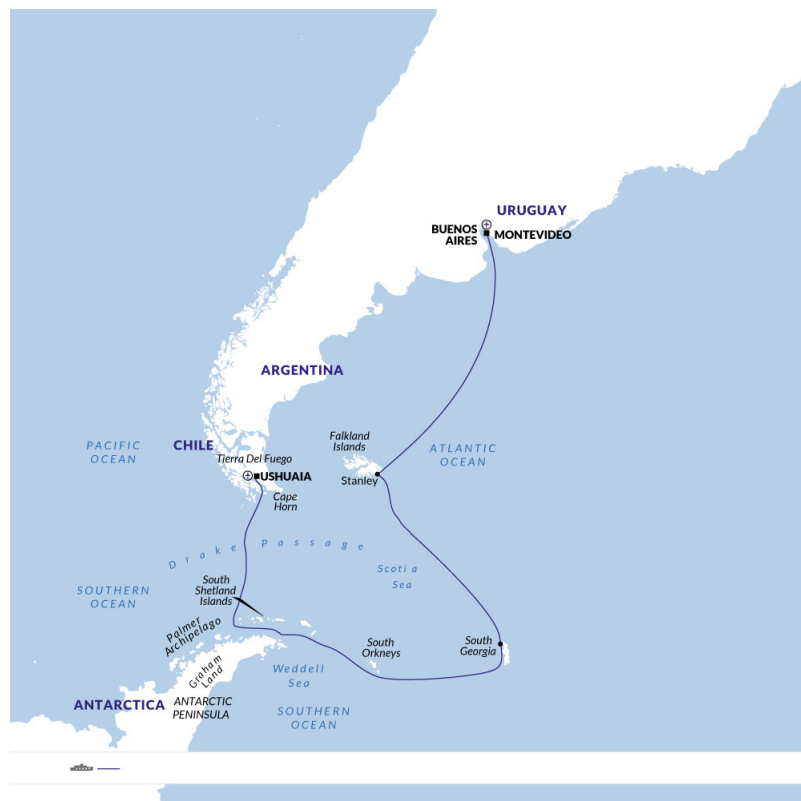 URUGUAY
BUENOS
AIRES
MONTEVIDEO
ARGENTINA
PACIFIC
OCEAN
CHILE
Falkland
Islands
ATLANTIC
OCEAN
Tierra Del Fuego
USHUAIA
Stanley
Cape
Horn
Drake Passage
Scotia
Sea
South
Shetland
Islands
SOUTHERN
OCEAN
Palmer
Archipelago
South
Orkneys
South
Georgia
Graham
Land
Weddell
Sea
ANTARCTICA
ANTARCTIC
PENINSULA
SOUTHERN
OCEAN